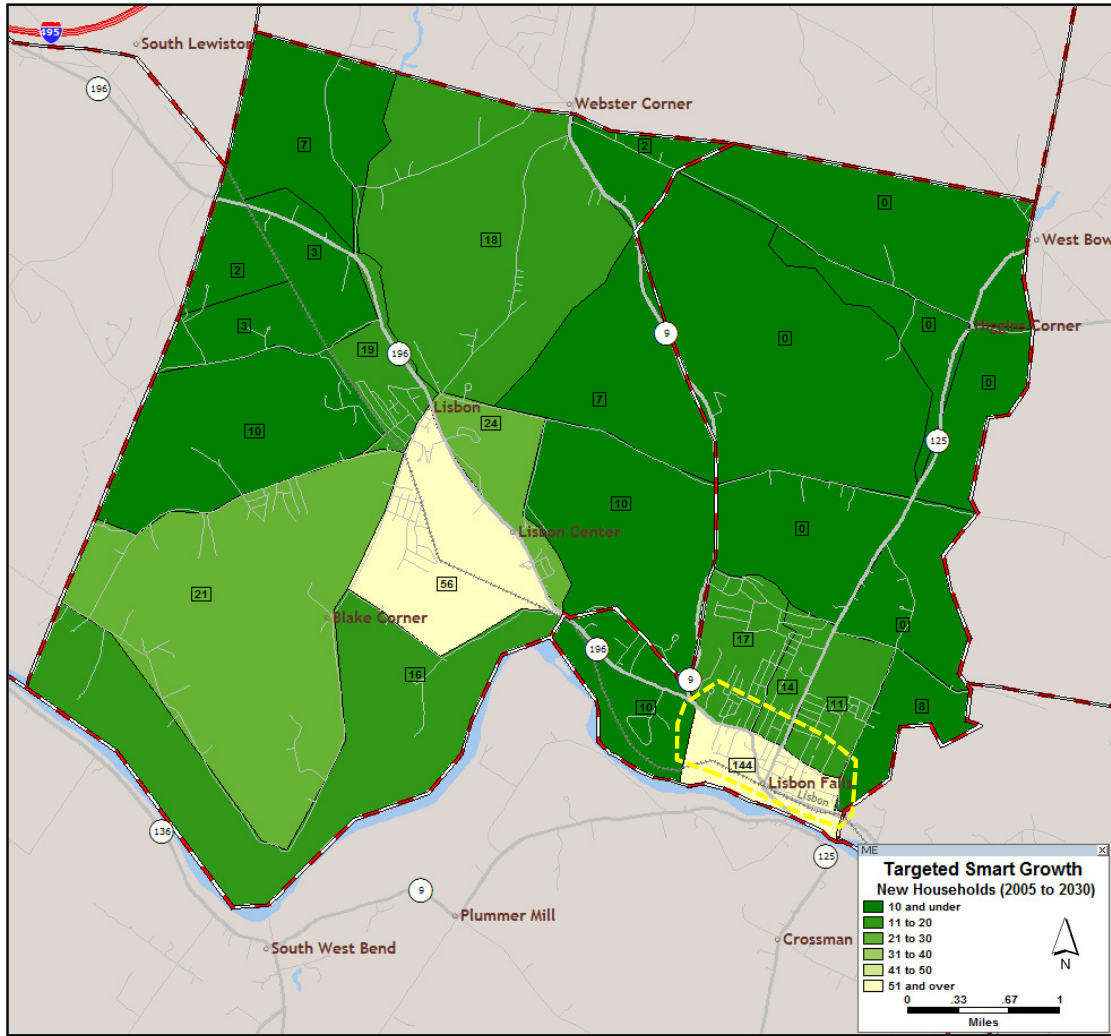 495
South Lewiston
196
Webster Corner
2
7
0
West Bow
18
3
2
3
0
0
Higgins Corner
9
19
196
0
7
Lisbon
24
10
125
10
0
Lisbon Center
56
21
Blake Corner
0
17
196
16
9
14
11
8
10
144
Lisbon Falls
Lisbon
136
125
9
Plummer Mill
Crossman
South West Bend
ME
Targeted Smart Growth
New Households (2005 to 2030)
10 and under
11 to 20
21 to 30
31 to 40
41 to 50
51 and over
N
0 .33 .67 1
Miles